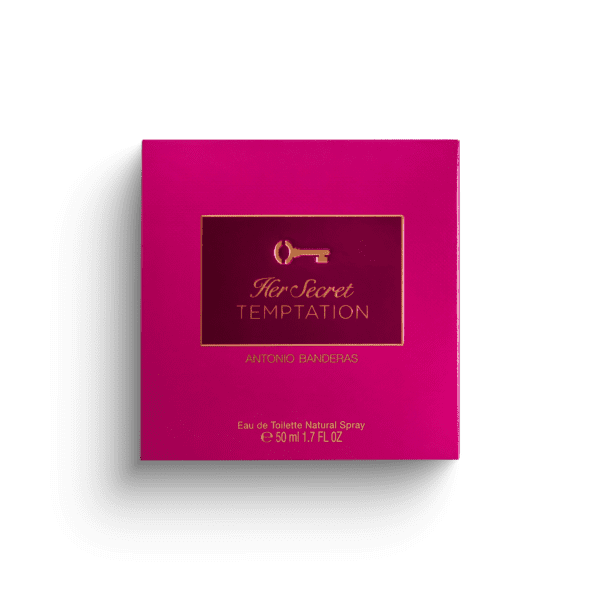 Her Secret
TEMPTATION
ANTONIO BANDERAS
Eau de Toilette Natural Spray
℮ 50 ml 1.7 FL OZ